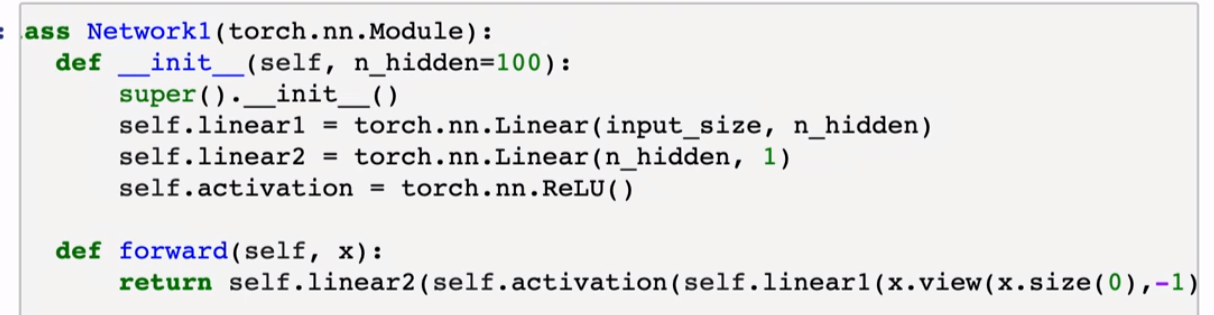 : ass Network1(torch.nn.Module):
def __init__(self, n_hidden=100):
super().__init__()
self.linear1 = torch.nn.Linear(input_size, n_hidden)
self.linear2 = torch.nn.Linear(n_hidden, 1)
self.activation = torch.nn.ReLU()
def forward(self, x):
return self.linear2(self.activation(self.linear1(x.view(x.size(0),-1)